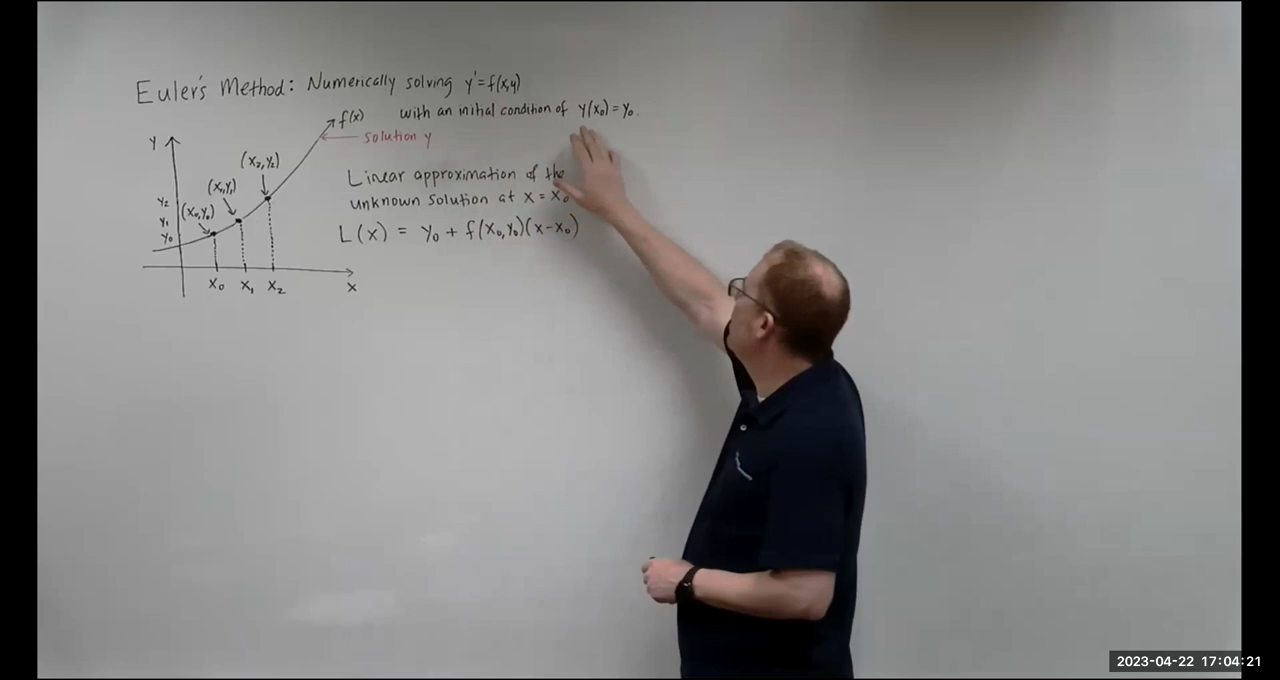 Euler's Method: Numerically solving y'=f(x,y)
with an initial condition of y(x₀)=y₀.
f(x)
solution y
Y
(x₂,y₂)
(x₁,y₁)
(x₀,y₀)
Linear approximation of the
unknown solution at x = x₀
L(x) = y₀ + f(x₀,y₀)(x-x₀)
y₂
y₁
y₀
x₀ x₁ x₂ x
2023-04-22 17:04:21